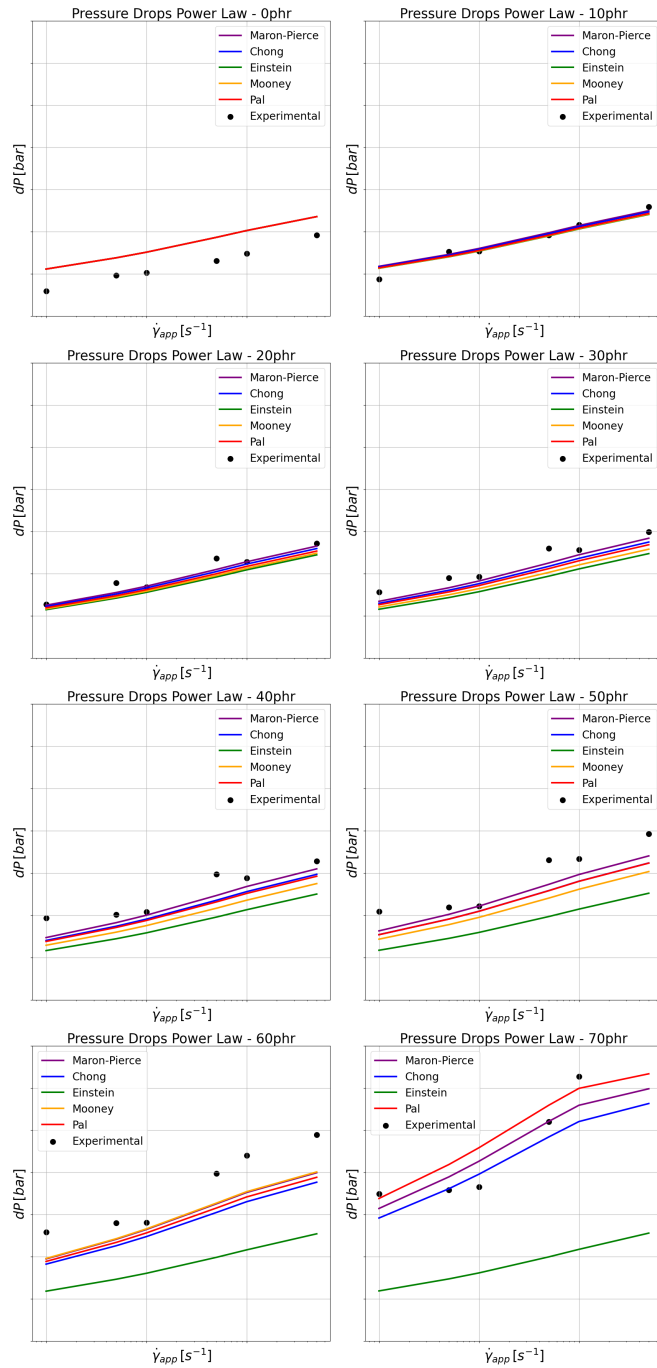 Pressure Drops Power Law - 0phr
Maron-Pierce
Chong
Einstein
Mooney
Pal
Experimental
dP [bar]
γ̇app [s⁻¹]
Pressure Drops Power Law - 10phr
Maron-Pierce
Chong
Einstein
Mooney
Pal
Experimental
dP [bar]
γ̇app [s⁻¹]
Pressure Drops Power Law - 20phr
Maron-Pierce
Chong
Einstein
Mooney
Pal
Experimental
dP [bar]
γ̇app [s⁻¹]
Pressure Drops Power Law - 30phr
Maron-Pierce
Chong
Einstein
Mooney
Pal
Experimental
dP [bar]
γ̇app [s⁻¹]
Pressure Drops Power Law - 40phr
Maron-Pierce
Chong
Einstein
Mooney
Pal
Experimental
dP [bar]
γ̇app [s⁻¹]
Pressure Drops Power Law - 50phr
Maron-Pierce
Chong
Einstein
Mooney
Pal
Experimental
dP [bar]
γ̇app [s⁻¹]
Pressure Drops Power Law - 60phr
Maron-Pierce
Chong
Einstein
Mooney
Pal
Experimental
dP [bar]
γ̇app [s⁻¹]
Pressure Drops Power Law - 70phr
Maron-Pierce
Chong
Einstein
Pal
Experimental
dP [bar]
γ̇app [s⁻¹]